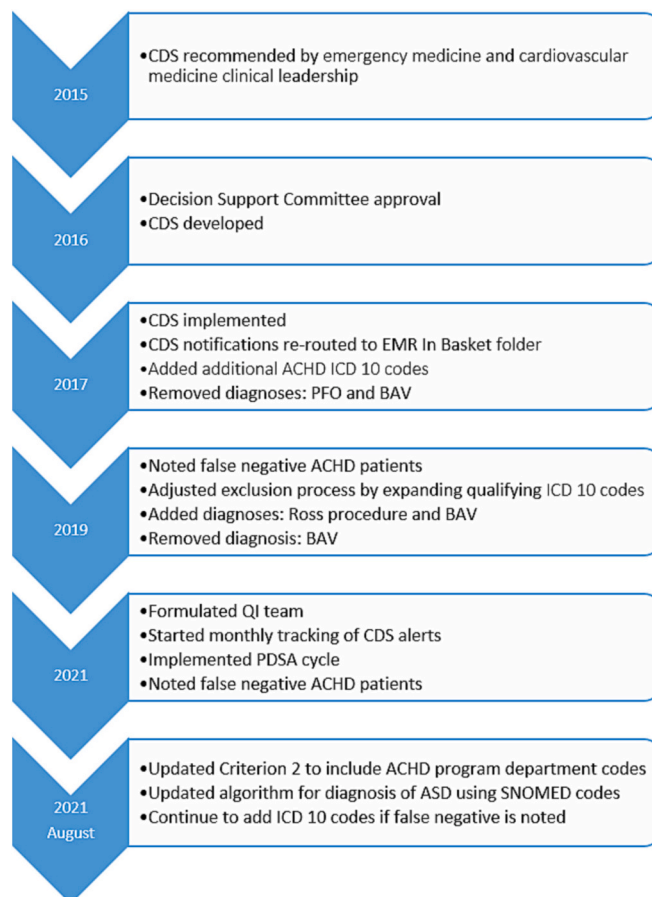 2015
•CDS recommended by emergency medicine and cardiovascular
medicine clinical leadership
2016
•Decision Support Committee approval
•CDS developed
2017
•CDS implemented
•CDS notifications re-routed to EMR In Basket folder
•Added additional ACHD ICD 10 codes
•Removed diagnoses: PFO and BAV
2019
•Noted false negative ACHD patients
•Adjusted exclusion process by expanding qualifying ICD 10 codes
•Added diagnoses: Ross procedure and BAV
•Removed diagnosis: BAV
2021
•Formulated QI team
•Started monthly tracking of CDS alerts
•Implemented PDSA cycle
•Noted false negative ACHD patients
2021
August
•Updated Criterion 2 to include ACHD program department codes
•Updated algorithm for diagnosis of ASD using SNOMED codes
•Continue to add ICD 10 codes if false negative is noted